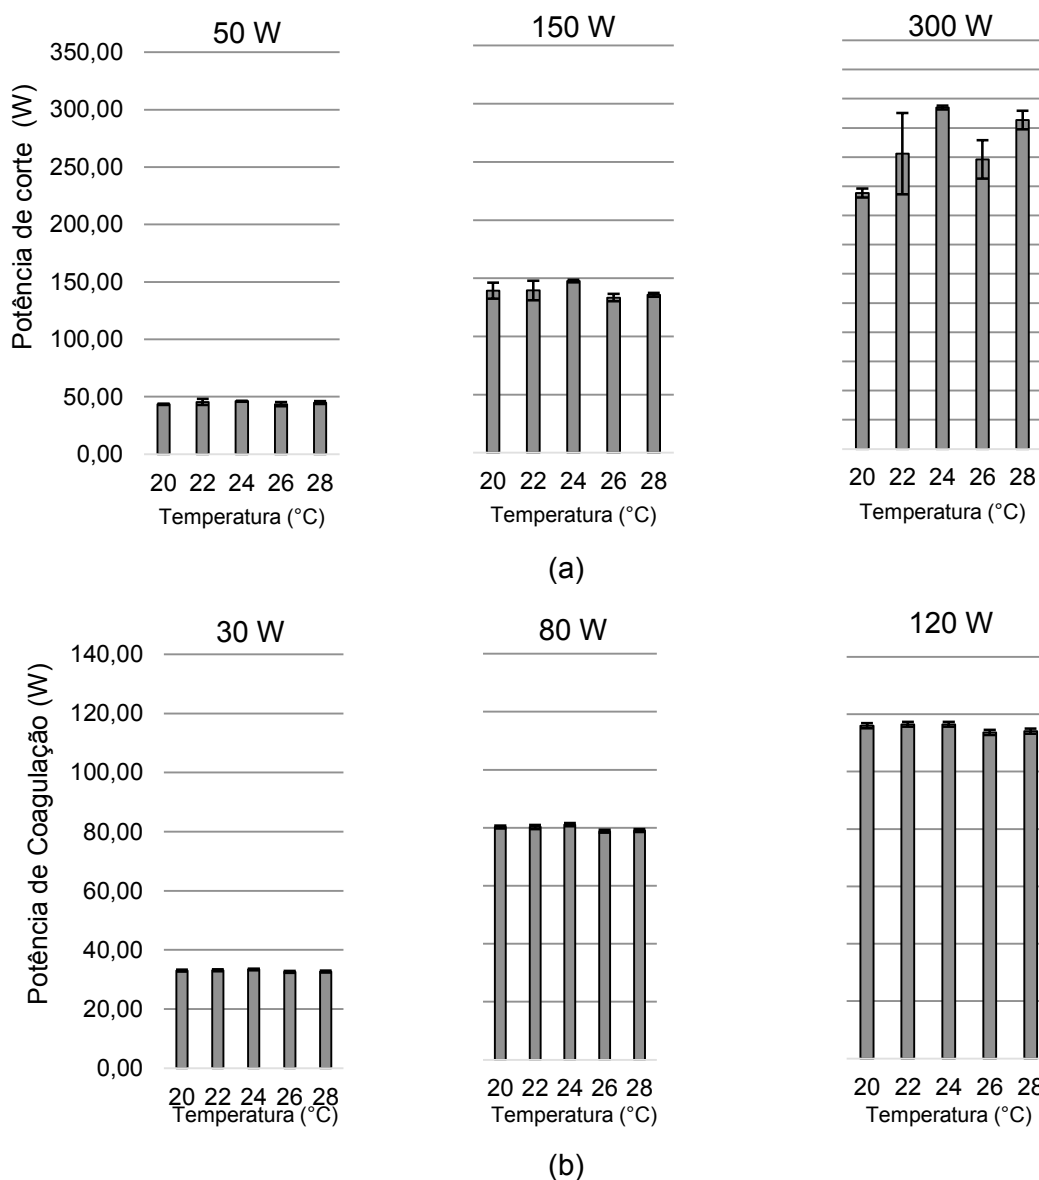 50 W
150 W
300 W
Potência de corte (W)
350,00
300,00
250,00
200,00
150,00
100,00
50,00
0,00
20 22 24 26 28
20 22 24 26 28
20 22 24 26 28
Temperatura (°C)
Temperatura (°C)
Temperatura (°C)
(a)
30 W
80 W
120 W
Potência de Coagulação (W)
140,00
120,00
100,00
80,00
60,00
40,00
20,00
0,00
20 22 24 26 28
20 22 24 26 28
20 22 24 26 28
Temperatura (°C)
Temperatura (°C)
Temperatura (°C)
(b)